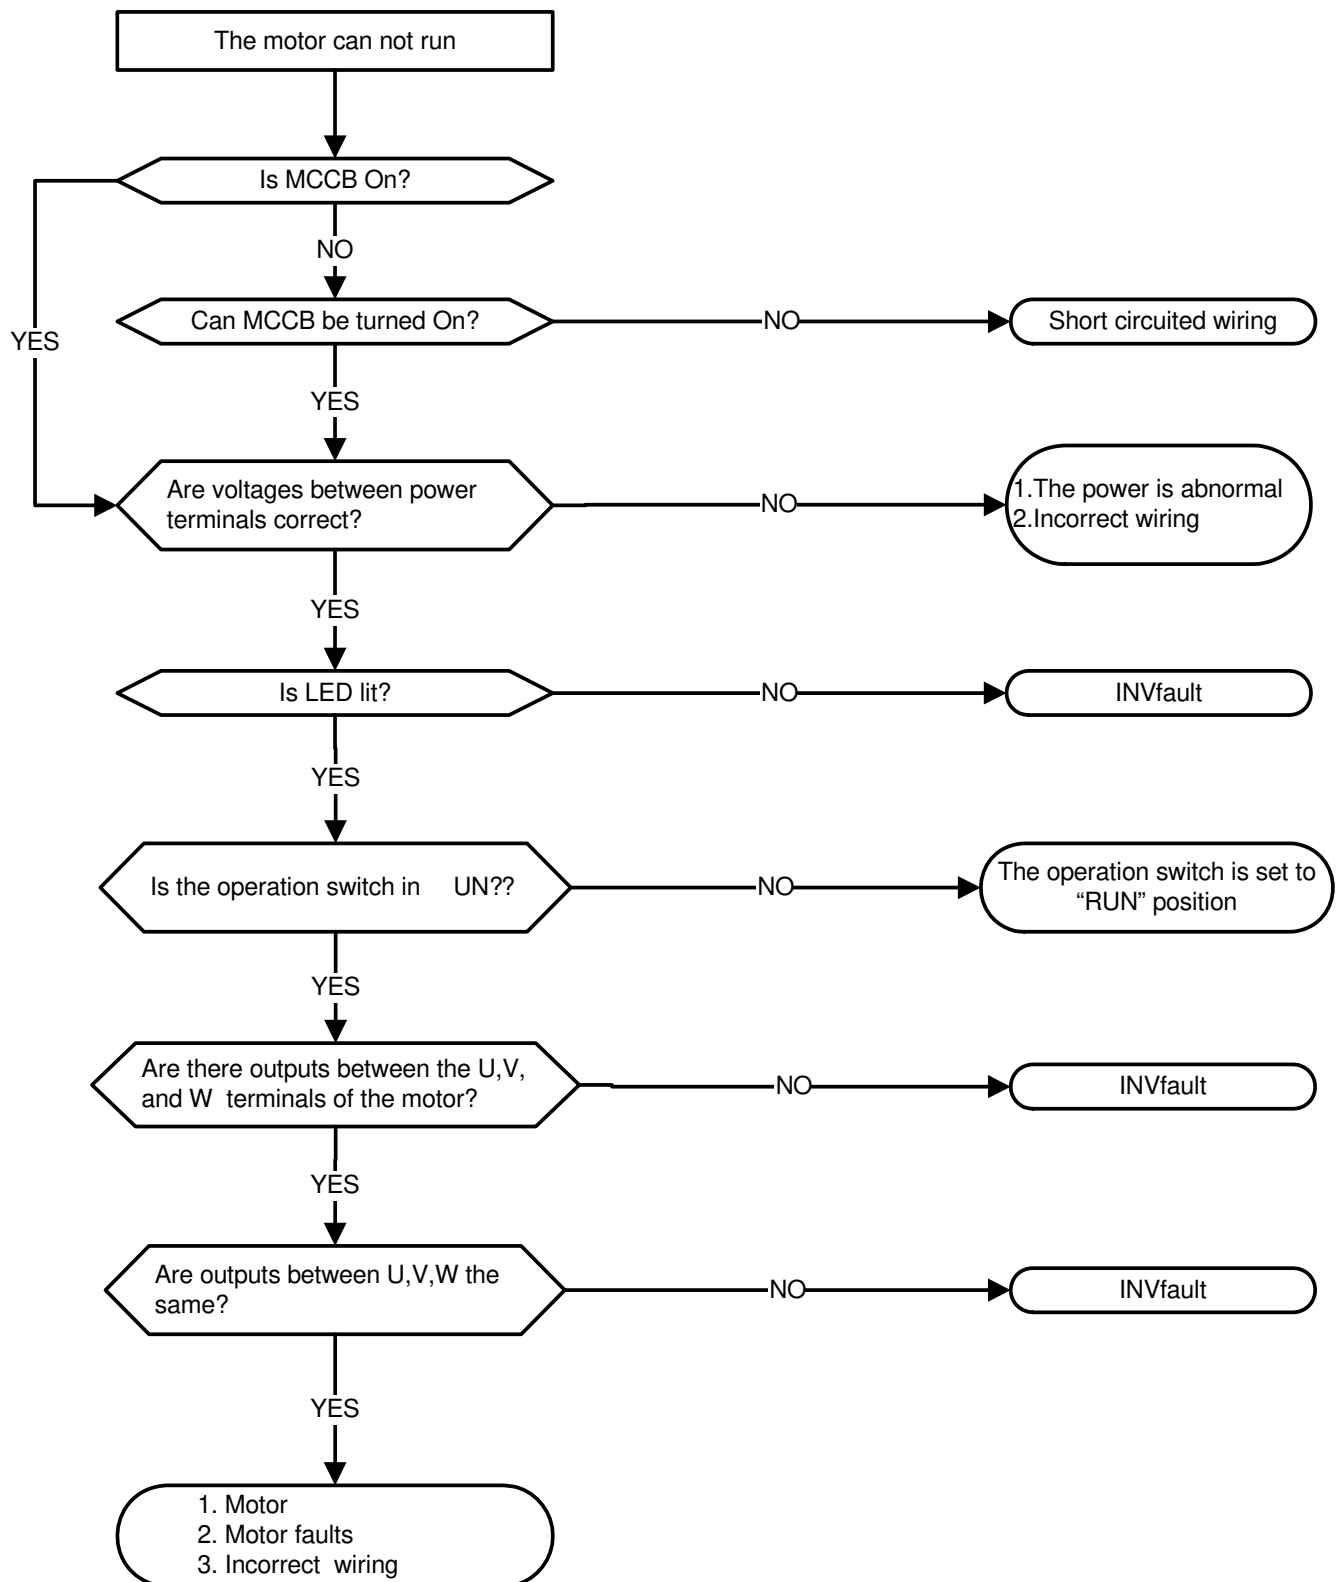 The motor can not run
Is MCCB On?
NO
Can MCCB be turned On?
NO
Short circuited wiring
YES
YES
Are voltages between power
terminals correct?
NO
1.The power is abnormal
2.Incorrect wiring
YES
Is LED lit?
NO
INVfault
YES
Is the operation switch in UN??
NO
The operation switch is set to
“RUN” position
YES
Are there outputs between the U,V,
and W terminals of the motor?
NO
INVfault
YES
Are outputs between U,V,W the
same?
NO
INVfault
YES
1. Motor
2. Motor faults
3. Incorrect wiring